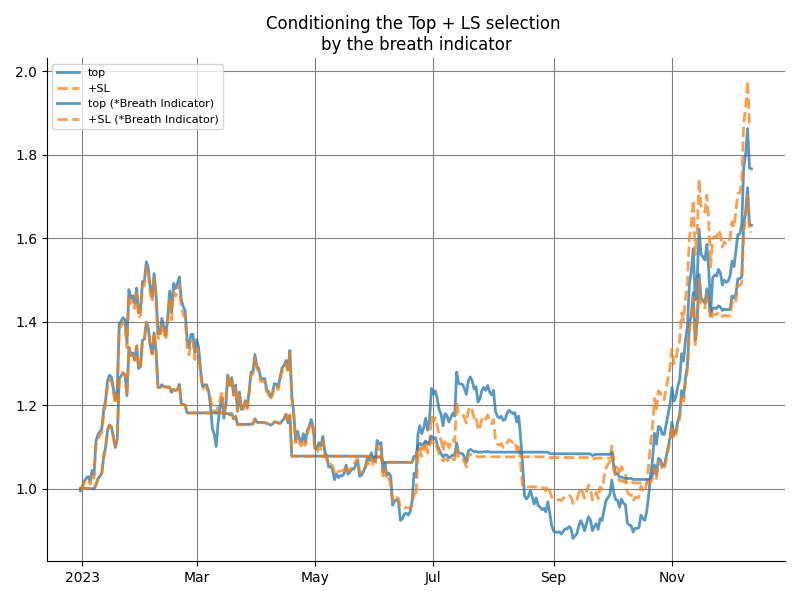 Conditioning the Top + LS selection
by the breath indicator
top
+SL
top (*Breath Indicator)
+SL (*Breath Indicator)
2.0
1.8
1.6
1.4
1.2
1.0
2023 Mar May Jul Sep Nov